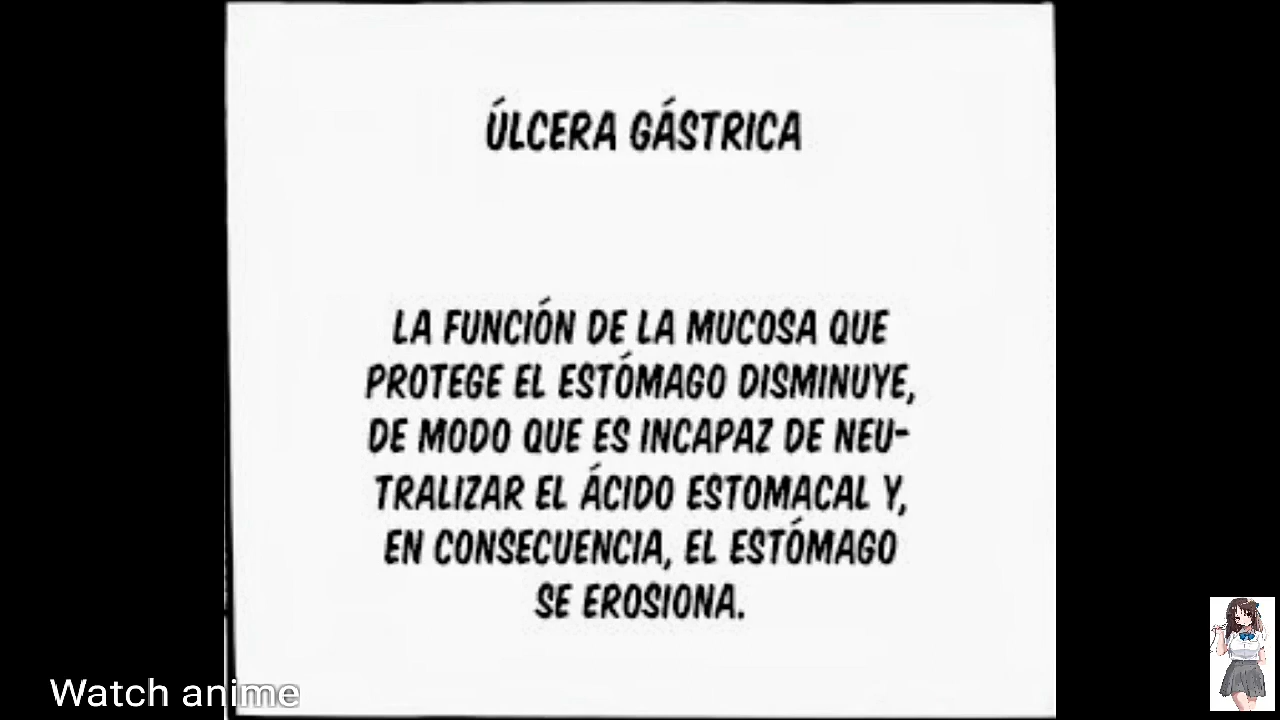 ÚLCERA GÁSTRICA
LA FUNCIÓN DE LA MUCOSA QUE
PROTEGE EL ESTÓMAGO DISMINUYE,
DE MODO QUE ES INCAPAZ DE NEU-
TRALIZAR EL ÁCIDO ESTOMACAL Y,
EN CONSECUENCIA, EL ESTÓMAGO
SE EROSIONA.
Watch anime